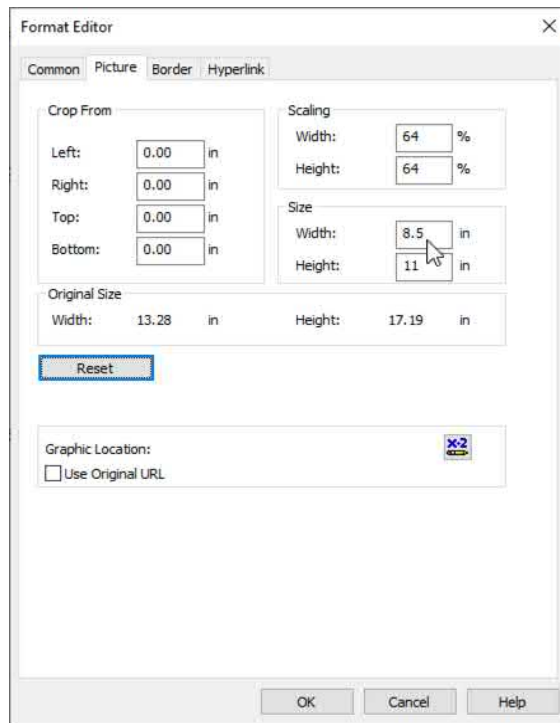 Format Editor
Common Picture Border Hyperlink
Crop From
Left: 0.00 in
Right: 0.00 in
Top: 0.00 in
Bottom: 0.00 in
Scaling
Width: 64 %
Height: 64 %
Size
Width: 8.5 in
Height: 11 in
Original Size
Width: 13.28 in Height: 17.19 in
Reset
Graphic Location:
X·2
Use Original URL
OK Cancel Help